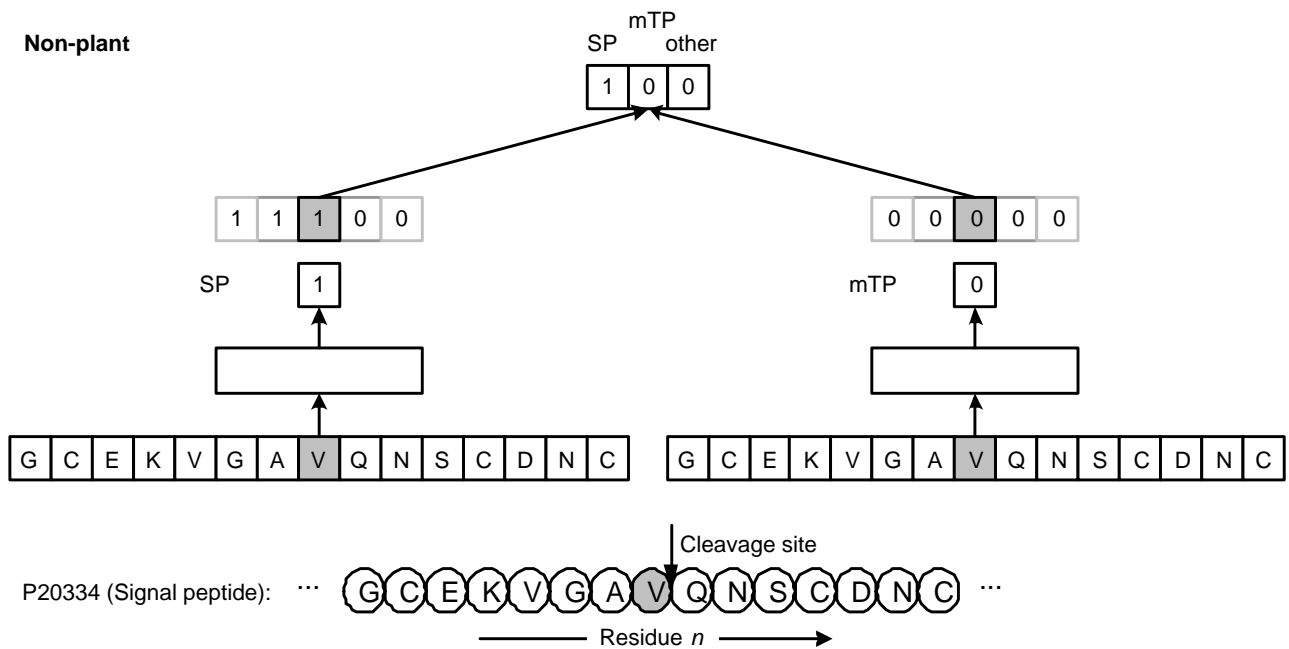 Non-plant
mTP
SP other
1 0 0
1 1 1 0 0
0 0 0 0 0
SP 1
mTP 0
G C E K V G A V Q N S C D N C
G C E K V G A V Q N S C D N C
Cleavage site
P20334 (Signal peptide): ... G C E K V G A V Q N S C D N C ...
Residue n